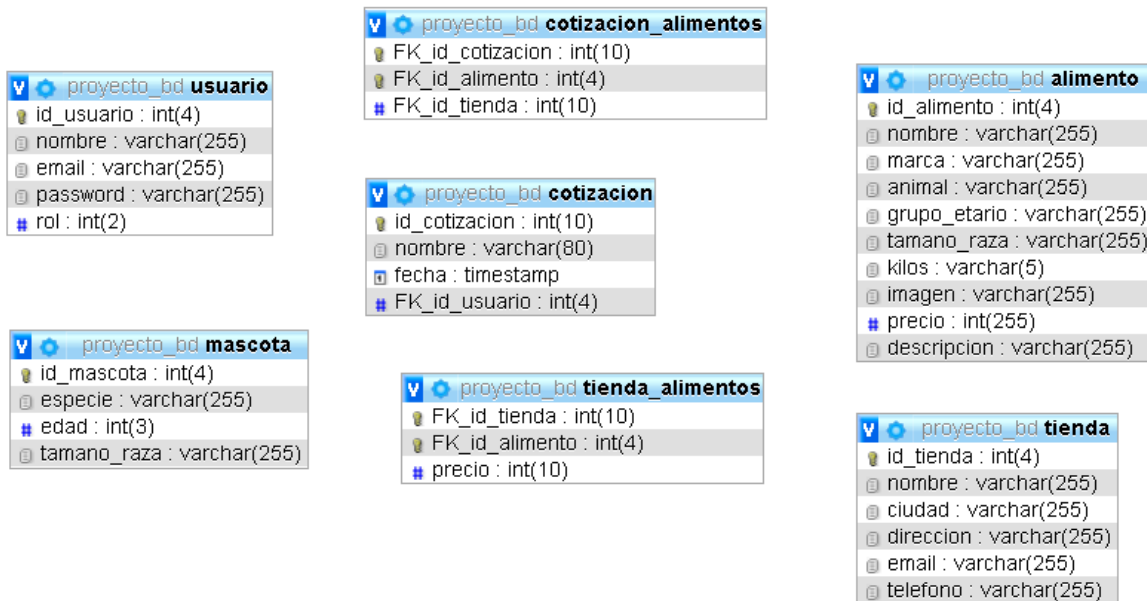 proyecto_bd usuario
id_usuario : int(4)
nombre : varchar(255)
email : varchar(255)
password : varchar(255)
rol : int(2)
proyecto_bd mascota
id_mascota : int(4)
especie : varchar(255)
edad : int(3)
tamano_raza : varchar(255)
V proyecto_bd cotizacion_alimentos
FK_id_cotizacion : int(10)
FK_id_alimento : int(4)
FK_id_tienda : int(10)
V proyecto_bd cotizacion
id_cotizacion : int(10)
nombre : varchar(80)
fecha : timestamp
FK_id_usuario : int(4)
V proyecto_bd tienda_alimentos
FK_id_tienda : int(10)
FK_id_alimento : int(4)
precio : int(10)
V proyecto_bd alimento
id_alimento : int(4)
nombre : varchar(255)
marca : varchar(255)
animal : varchar(255)
grupo_etario : varchar(255)
tamano_raza : varchar(255)
kilos : varchar(5)
imagen : varchar(255)
precio : int(255)
descripcion : varchar(255)
V proyecto_bd tienda
id_tienda : int(4)
nombre : varchar(255)
ciudad : varchar(255)
direccion : varchar(255)
email : varchar(255)
telefono : varchar(255)